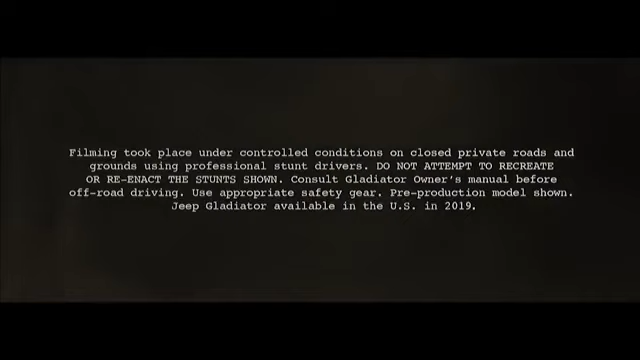 Filming took place under controlled conditions on closed private roads and
grounds using professional stunt drivers. DO NOT ATTEMPT TO RECREATE
OR RE-ENACT THE STUNTS SHOWN. Consult Gladiator Owner's manual before
off-road driving. Use appropriate safety gear. Pre-production model shown.
Jeep Gladiator available in the U.S. in 2019.